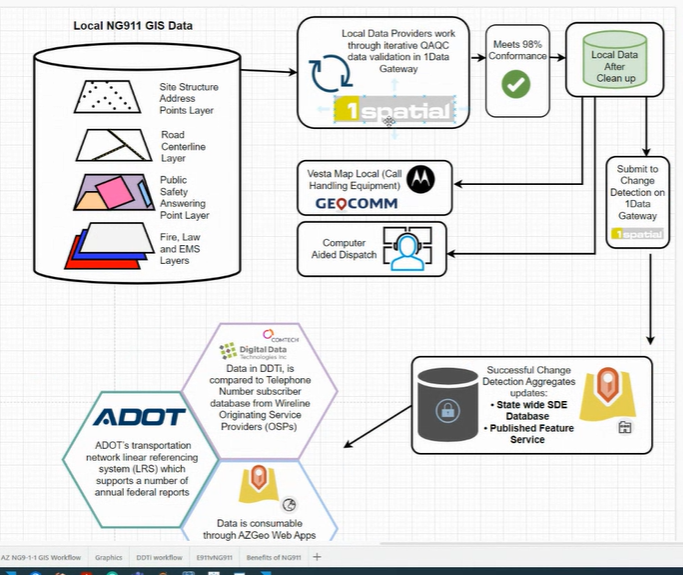 Local NG911 GIS Data
Site Structure
Address
Points Layer
Road
Centerline
Layer
Public
Safety
Answering
Point Layer
Fire, Law
and EMS
Layers
Local Data Providers work
through iterative QAQC
data validation in 1Data
Gateway
1spatial
Meets 98%
Conformance
Local Data
After
Clean up
Vesta Map Local (Call
Handling Equipment)
GEOCOMM
Computer
Aided Dispatch
Submit to
Change
Detection on
1Data
Gateway
1spatial
Successful Change
Detection Aggregates
updates:
• State wide SDE
Database
• Published Feature
Service
COMTECH
Digital Data
Technologies Inc
Data in DDTi, is
compared to Telephone
Number subscriber
database from Wireline
Originating Service
Providers (OSPs)
ADOT
ADOT's transportation
network linear referencing
system (LRS) which
supports a number of
annual federal reports
Data is consumable
through AZGeo Web Apps
AZ NG9-1-1 GIS Workflow
Graphics
DDTi workflow
E911vNG911
Benefits of NG911
+